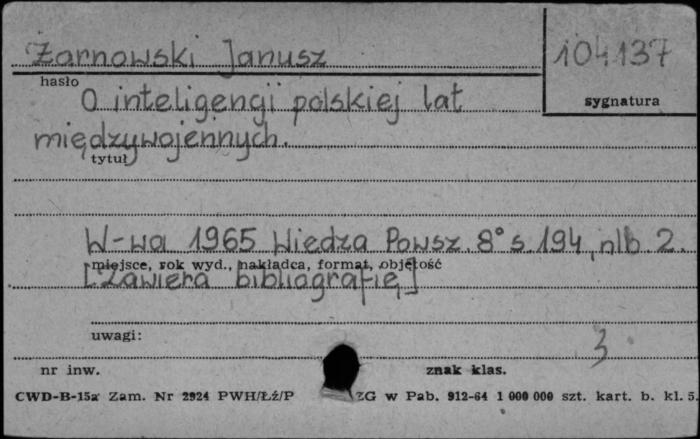 Żarnowski Janusz
104137
hasło
sygnatura
O inteligencji polskiej lat
międzywojennych.
tytuł
W-wa 1965 Wiedza Powsz. 8° s. 194, nlb. 2.
miejsce, rok wyd., nakładca, format, objętość
[Zawiera bibliografię]
uwagi:
3
nr inw.
znak klas.
CWD-B-15a Zam. Nr 2924 PWH/Łź/P ZG w Pab. 912-64 1 000 000 szt. kart. b. kl. 5.